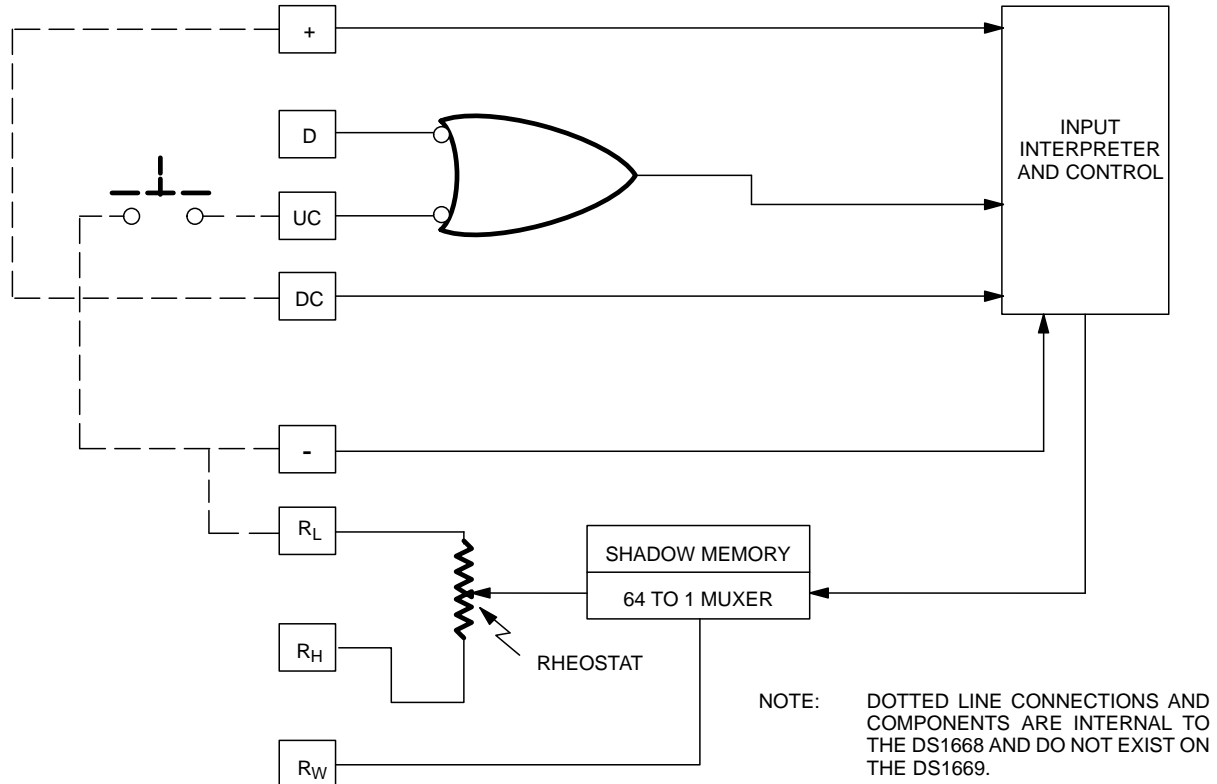 +
D
INPUT
INTERPRETER
AND CONTROL
UC
DC
-
RL
SHADOW MEMORY
64 TO 1 MUXER
RH
RHEOSTAT
RW
NOTE: DOTTED LINE CONNECTIONS AND
COMPONENTS ARE INTERNAL TO
THE DS1668 AND DO NOT EXIST ON
THE DS1669.